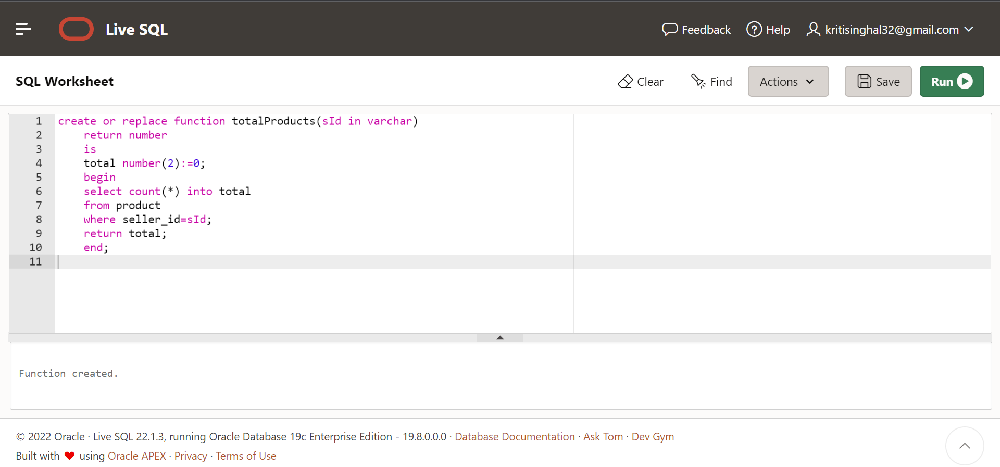 Live SQL
Feedback
Help
kritisinghal32@gmail.com
SQL Worksheet
Clear
Find
Actions
Save
Run
1 create or replace function totalProducts(sId in varchar)
2 return number
3 is
4 total number(2):=0;
5 begin
6 select count(*) into total
7 from product
8 where seller_id=sId;
9 return total;
10 end;
11
Function created.
© 2022 Oracle · Live SQL 22.1.3, running Oracle Database 19c Enterprise Edition - 19.8.0.0.0 · Database Documentation · Ask Tom · Dev Gym
Built with ❤ using Oracle APEX · Privacy · Terms of Use